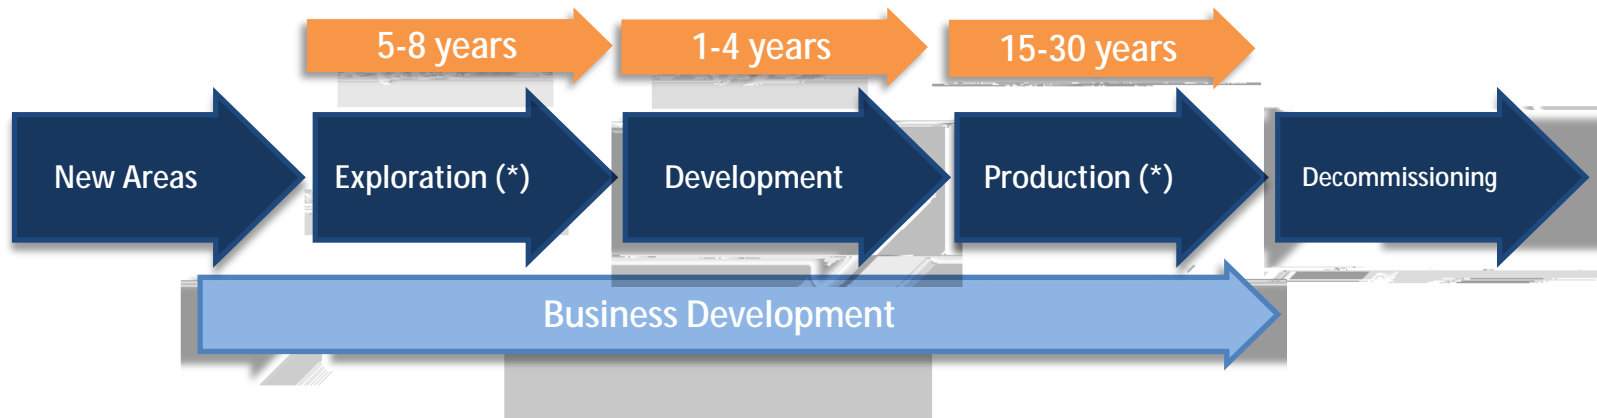 5-8 years
1-4 years
15-30 years
New Areas
Exploration (*)
Development
Production (*)
Decommissioning
Business Development